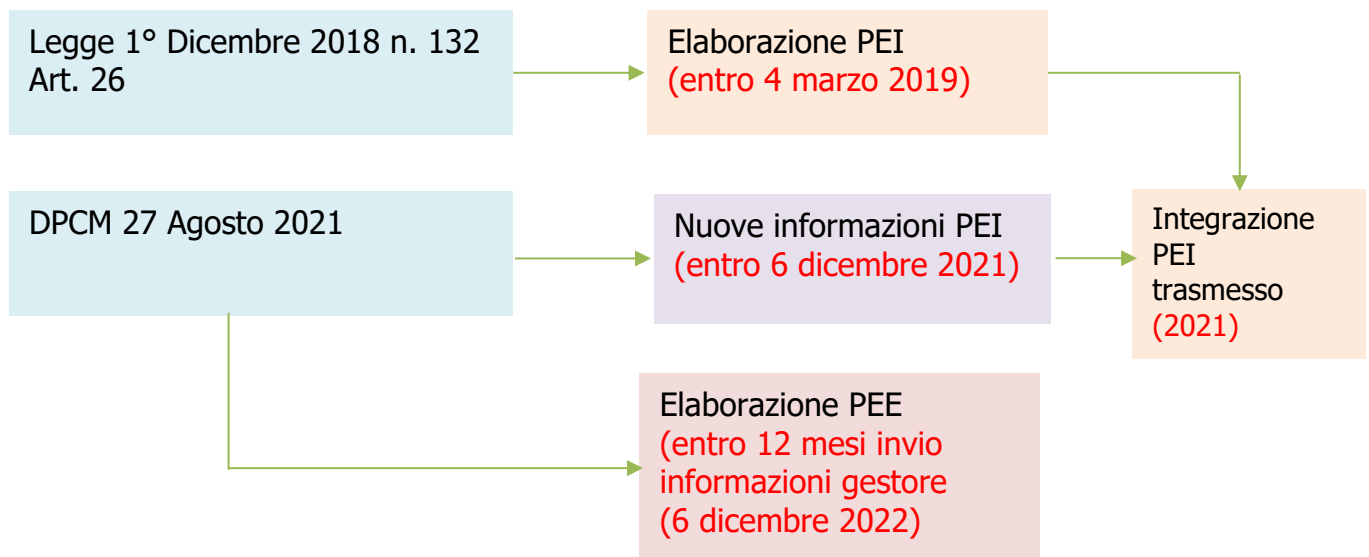 Legge 1° Dicembre 2018 n. 132
Art. 26
Elaborazione PEI
(entro 4 marzo 2019)
DPCM 27 Agosto 2021
Nuove informazioni PEI
(entro 6 dicembre 2021)
Integrazione
PEI
trasmesso
(2021)
Elaborazione PEE
(entro 12 mesi invio
informazioni gestore
(6 dicembre 2022)